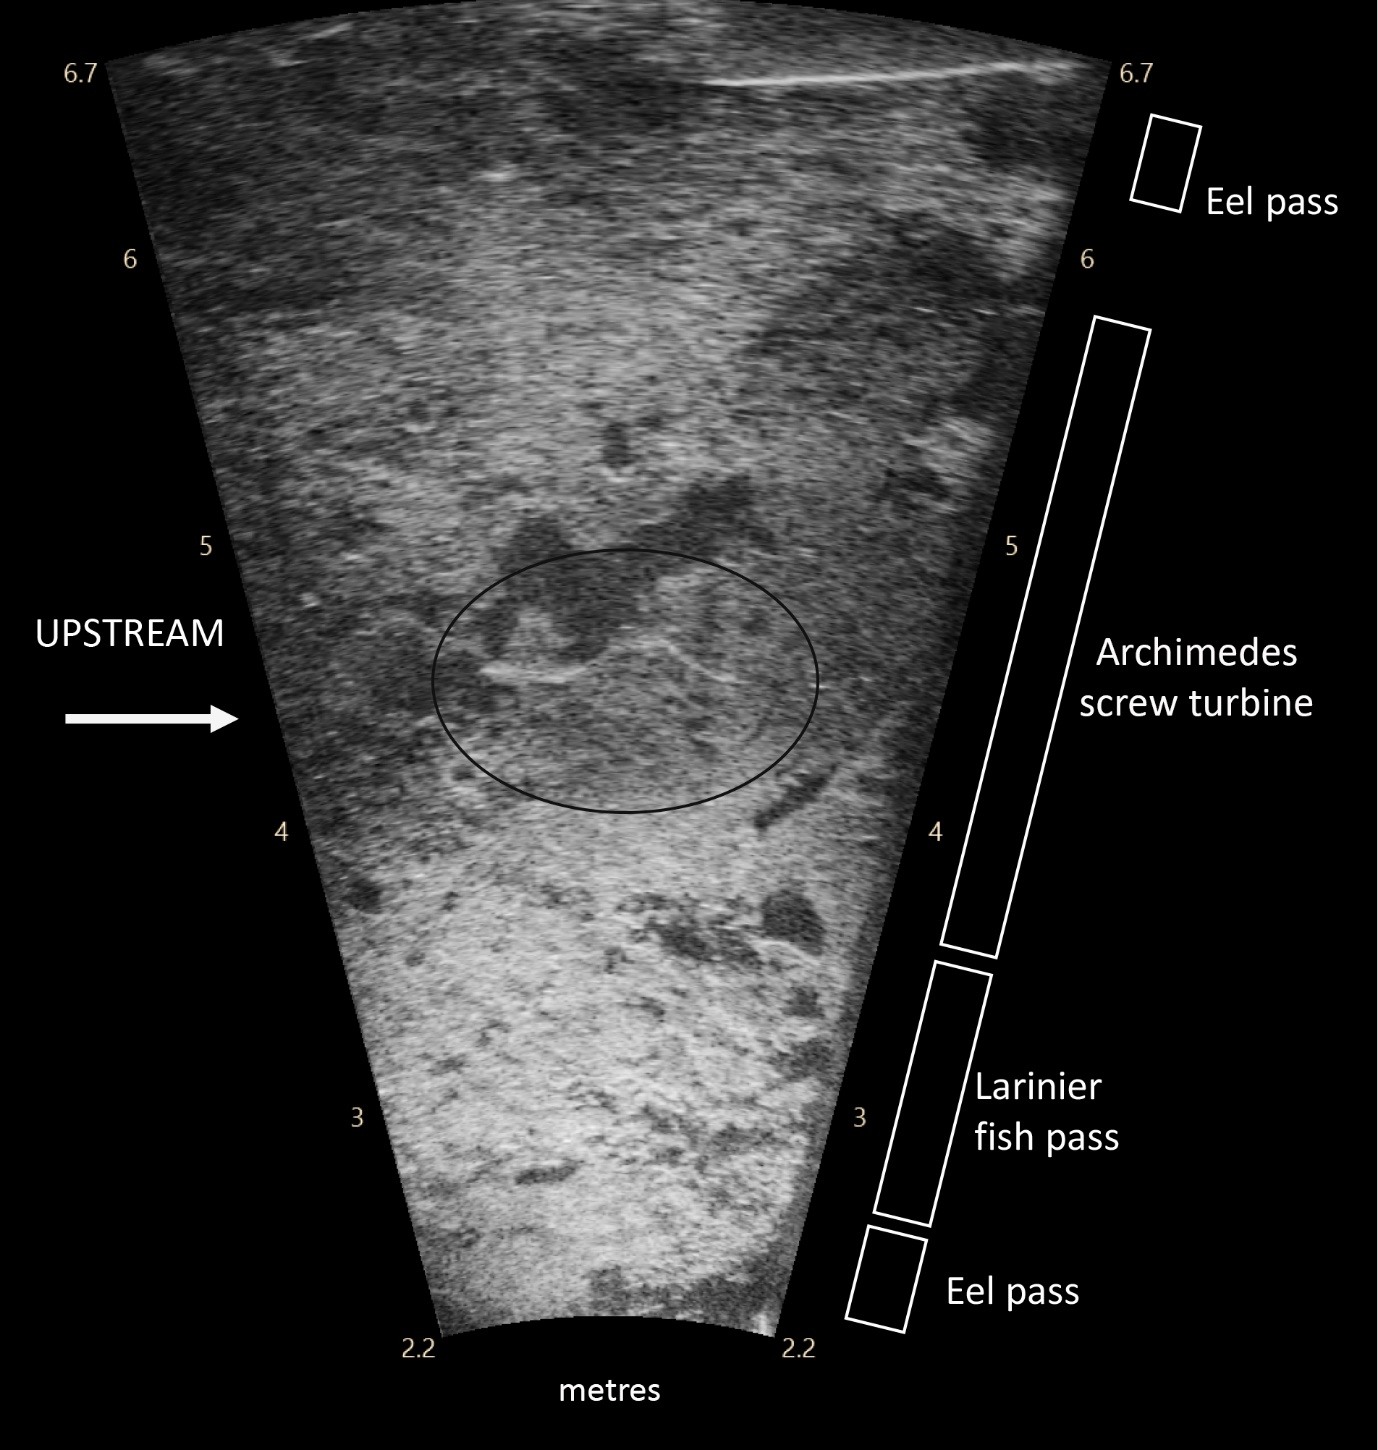 6.7
6.7
Eel pass
6
6
5
5
UPSTREAM
Archimedes
screw turbine
4
4
Larinier
fish pass
3
3
Eel pass
2.2
2.2
metres